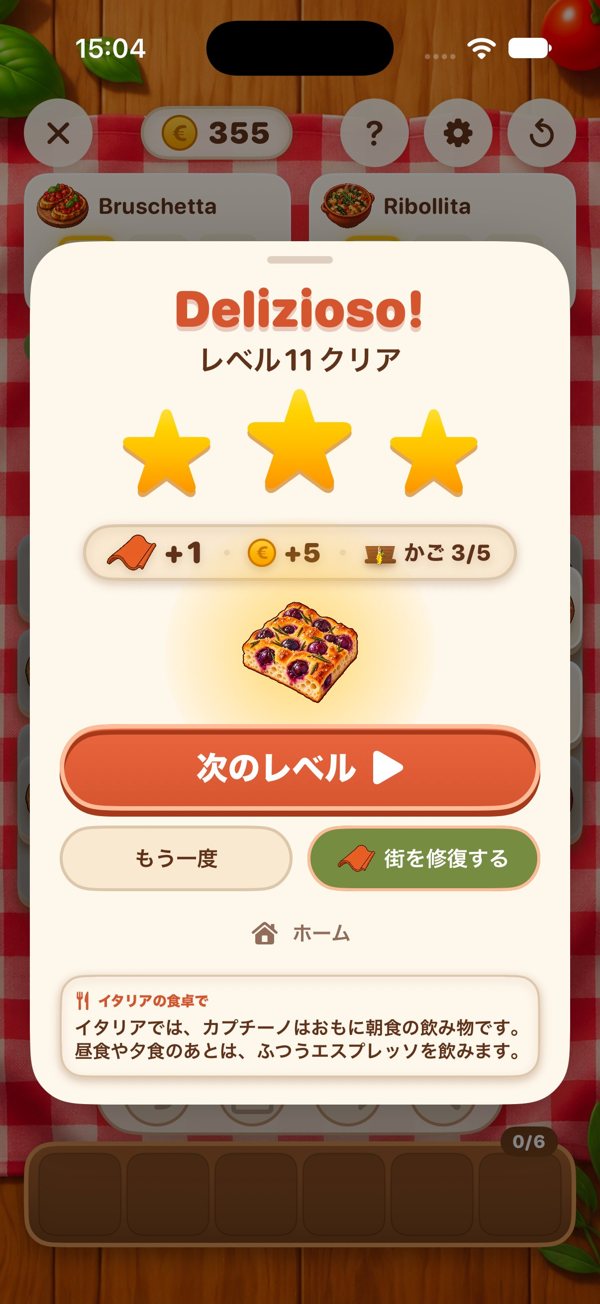 15:04
355
?
Bruschetta
Ribollita
Delizioso!
レベル11クリア
+1 · +5 · かご 3/5
次のレベル
もう一度
街を修復する
ホーム
イタリアの食卓で
イタリアでは、カプチーノはおもに朝食の飲み物です。
昼食や夕食のあとは、ふつうエスプレッソを飲みます。
0/6